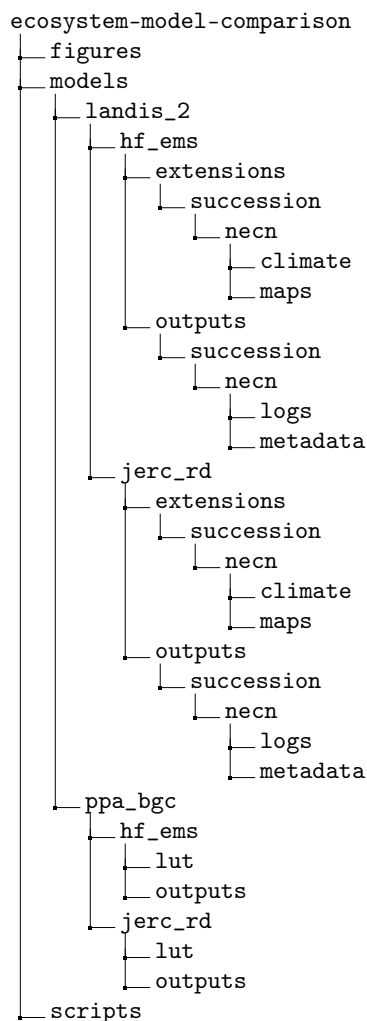 ecosystem-model-comparison
figures
models
landis_2
hf_ems
extensions
succession
necn
climate
maps
outputs
succession
necn
logs
metadata
jerc_rd
extensions
succession
necn
climate
maps
outputs
succession
necn
logs
metadata
ppa_bgc
hf_ems
lut
outputs
jerc_rd
lut
outputs
scripts